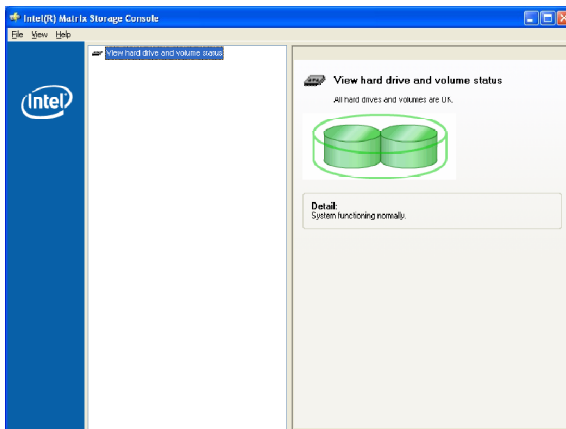 Intel(R) Matrix Storage Console
File View Help
View hard drive and volume status
(intel)
View hard drive and volume status
All hard drives and volumes are OK.
Detail:
System functioning normally.